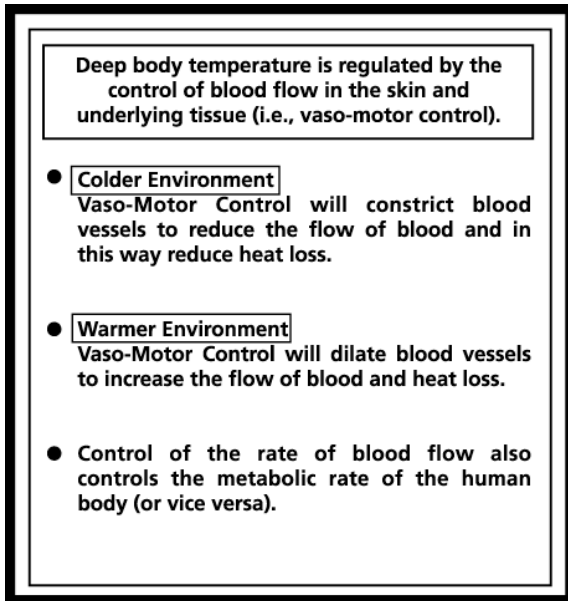 Deep body temperature is regulated by the
control of blood flow in the skin and
underlying tissue (i.e., vaso-motor control).
● Colder Environment
Vaso-Motor Control will constrict blood
vessels to reduce the flow of blood and in
this way reduce heat loss.
● Warmer Environment
Vaso-Motor Control will dilate blood vessels
to increase the flow of blood and heat loss.
● Control of the rate of blood flow also
controls the metabolic rate of the human
body (or vice versa).